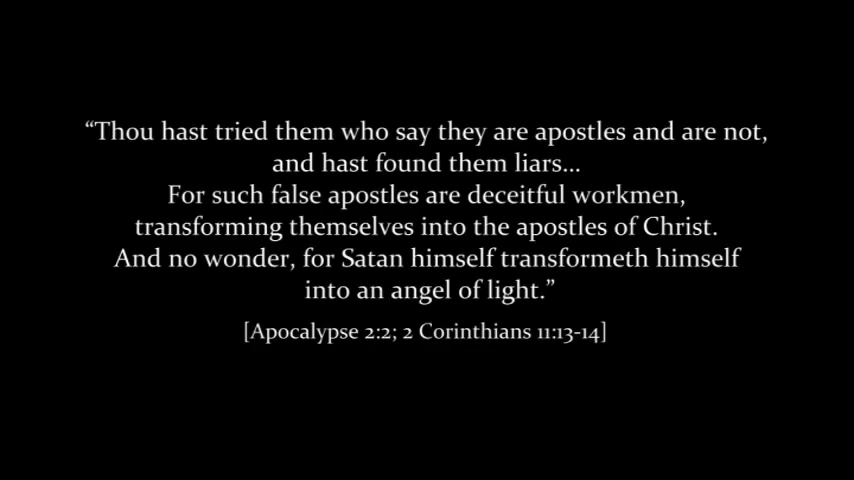 “Thou hast tried them who say they are apostles and are not,
and hast found them liars...
For such false apostles are deceitful workmen,
transforming themselves into the apostles of Christ.
And no wonder, for Satan himself transformeth himself
into an angel of light.”
[Apocalypse 2:2; 2 Corinthians 11:13-14]